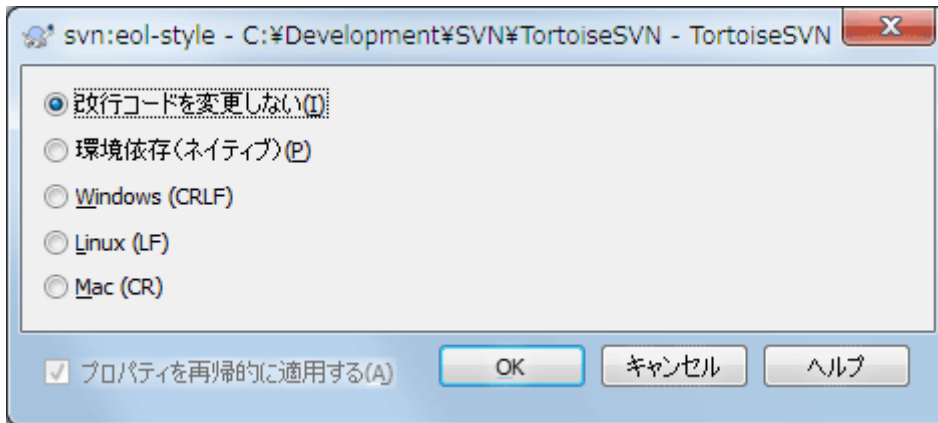 svn:eol-style - C:¥Development¥SVN¥TortoiseSVN - TortoiseSVN
改行コードを変更しない(I)
環境依存(ネイティブ)(P)
Windows (CRLF)
Linux (LF)
Mac (CR)
プロパティを再帰的に適用する(A) OK キャンセル ヘルプ